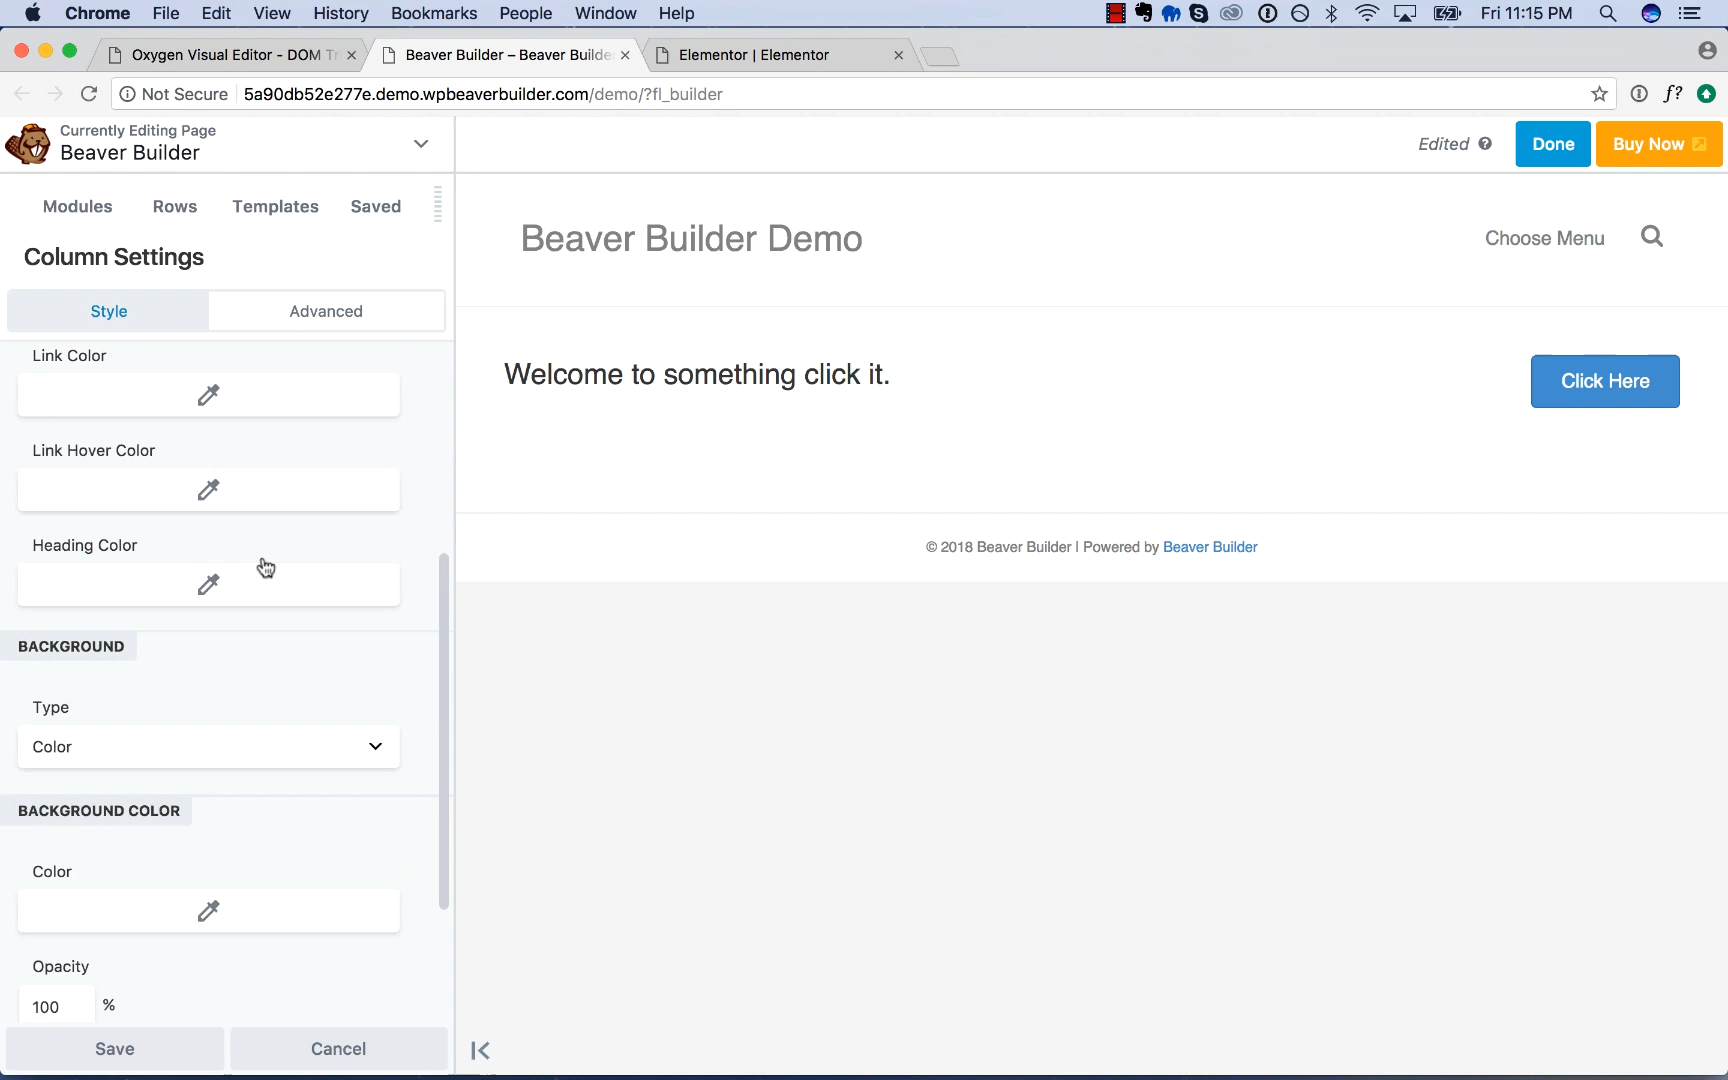 Chrome File Edit View History Bookmarks People Window Help Fri 11:15 PM
Oxygen Visual Editor - DOM Tr Beaver Builder – Beaver Builde Elementor | Elementor
Not Secure 5a90db52e277e.demo.wpbeaverbuilder.com/demo/?fl_builder f?
Currently Editing Page
Beaver Builder
Edited Done Buy Now
Modules Rows Templates Saved
Column Settings
Style Advanced
Link Color
Link Hover Color
Heading Color
BACKGROUND
Type
Color
BACKGROUND COLOR
Color
Opacity
100 %
Save Cancel
Beaver Builder Demo
Choose Menu
Welcome to something click it.
Click Here
© 2018 Beaver Builder | Powered by Beaver Builder